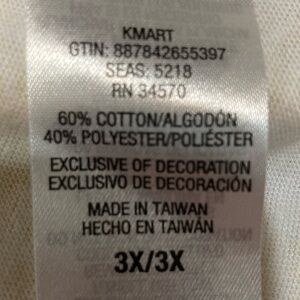 KMART
GTIN: 887842655397
SEAS: 5218
RN 34570
60% COTTON/ALGODÓN
40% POLYESTER/POLIÉSTER
EXCLUSIVE OF DECORATION
EXCLUSIVO DE DECORACIÓN
MADE IN TAIWAN
HECHO EN TAIWÁN
3X/3X